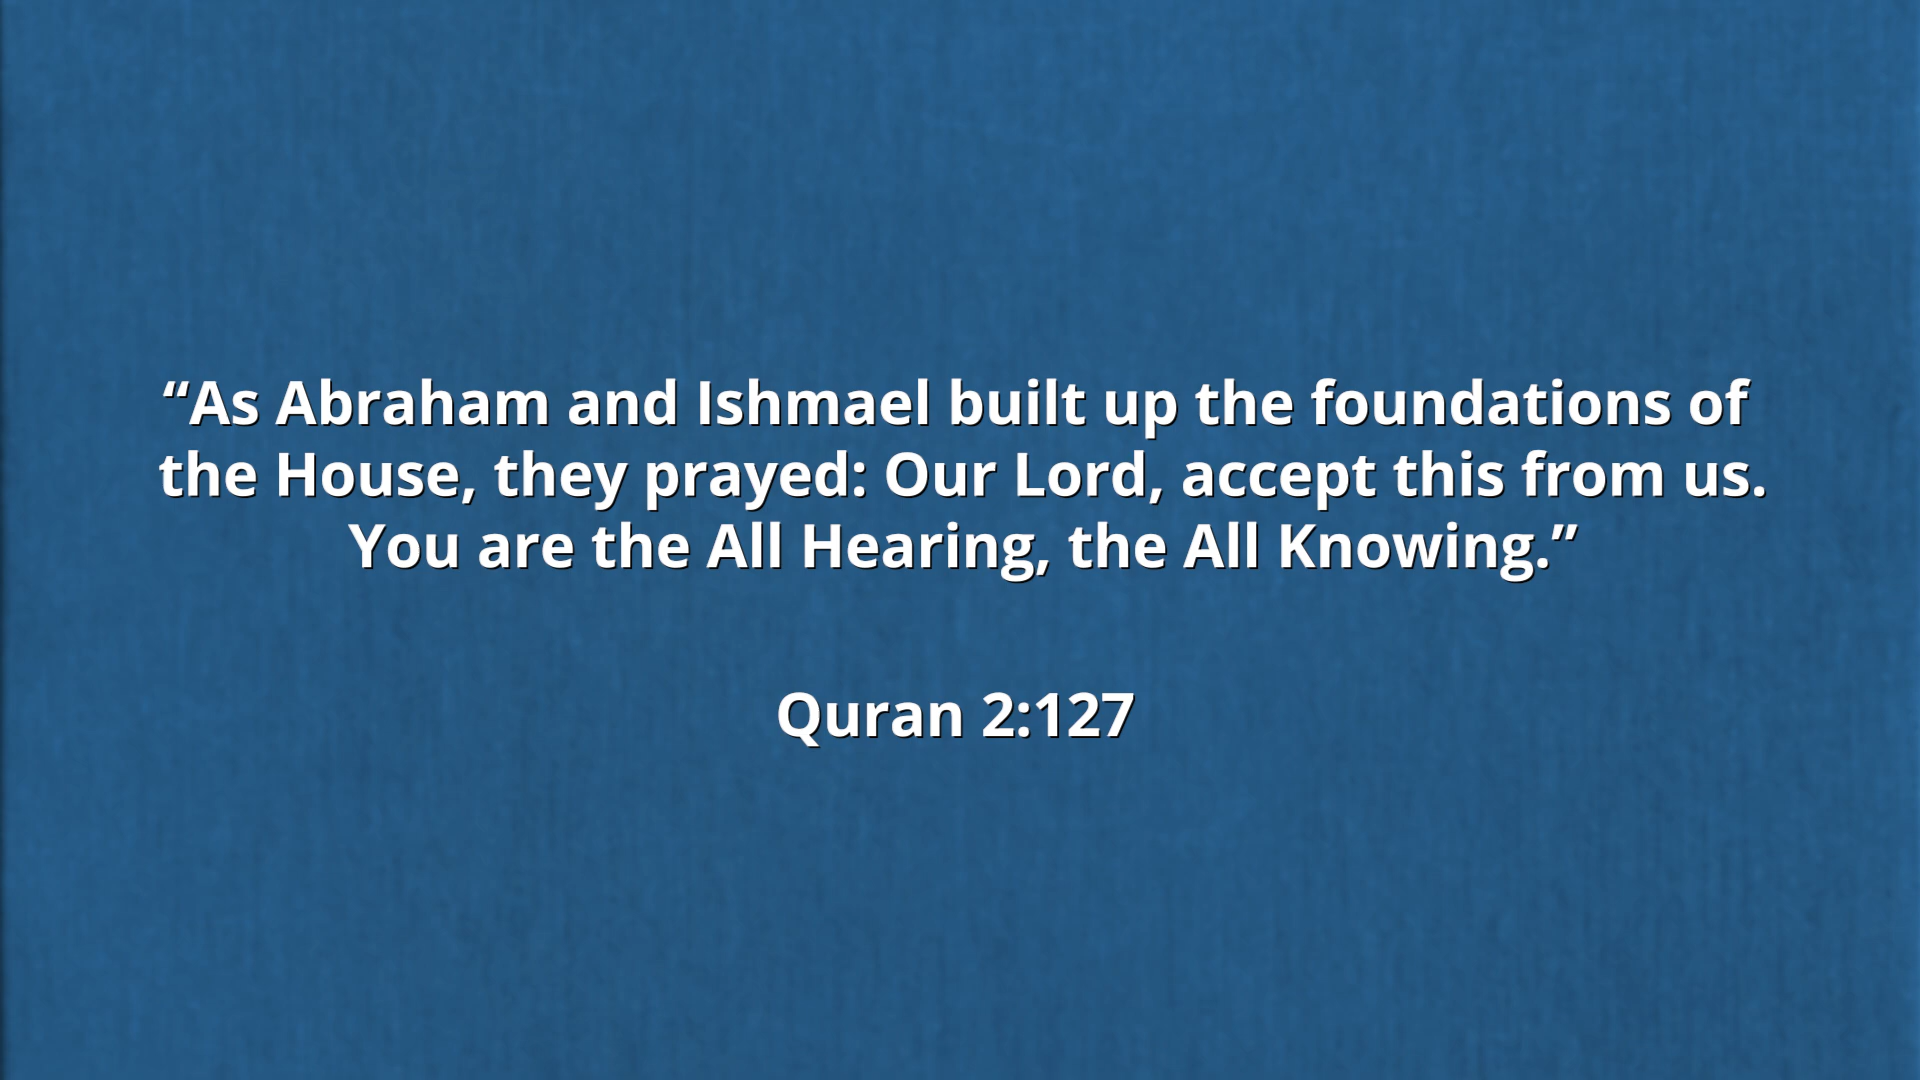 “As Abraham and Ishmael built up the foundations of
the House, they prayed: Our Lord, accept this from us.
You are the All Hearing, the All Knowing.”
Quran 2:127